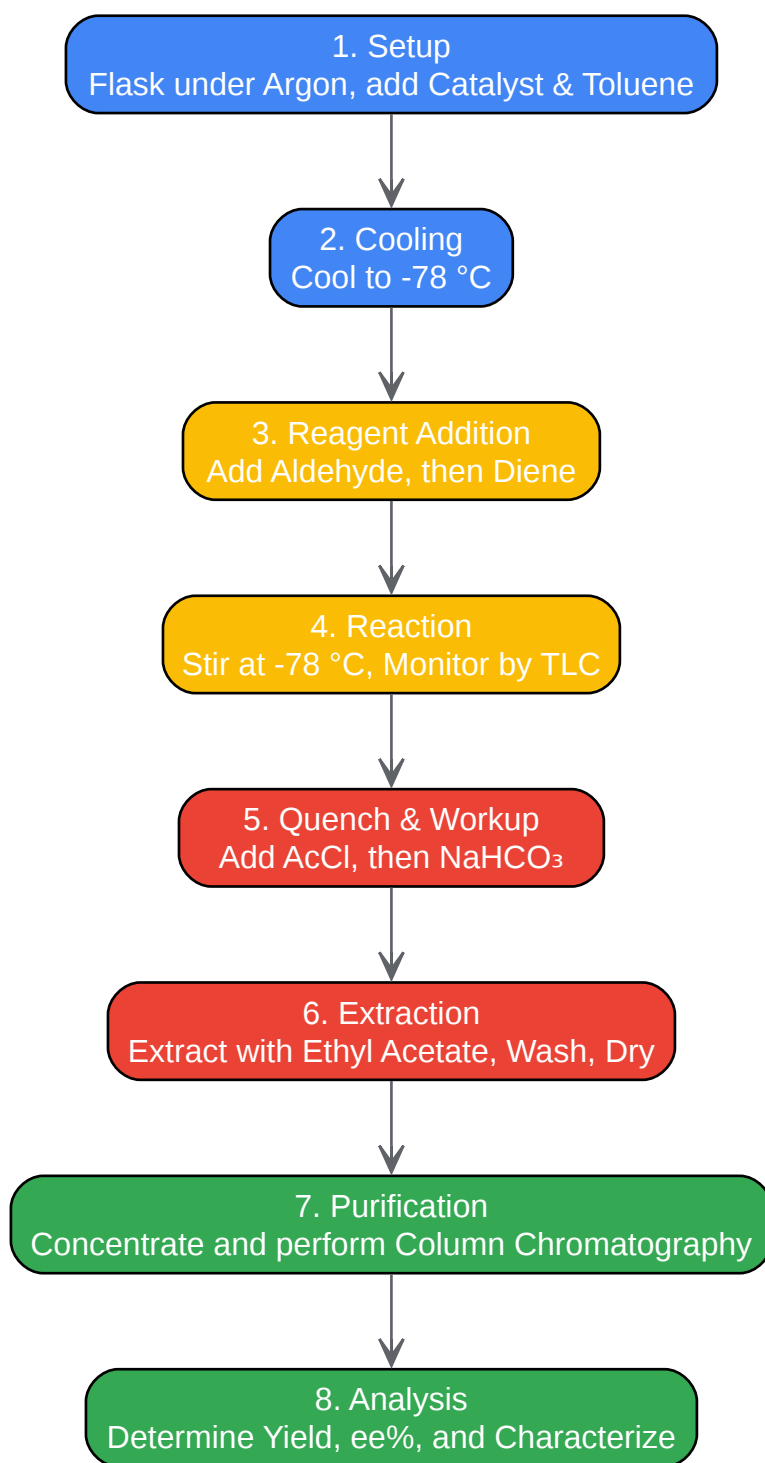 1. Setup
Flask under Argon, add Catalyst & Toluene
2. Cooling
Cool to -78 °C
3. Reagent Addition
Add Aldehyde, then Diene
4. Reaction
Stir at -78 °C, Monitor by TLC
5. Quench & Workup
Add AcCl, then NaHCO₃
6. Extraction
Extract with Ethyl Acetate, Wash, Dry
7. Purification
Concentrate and perform Column Chromatography
8. Analysis
Determine Yield, ee%, and Characterize